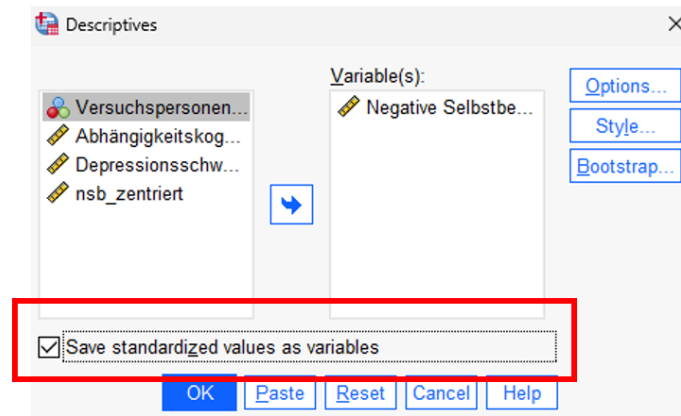 Descriptives
Variable(s):
Versuchspersonen...
Abhängigkeitskog...
Depressionsschw...
nsb_zentriert
Negative Selbstbe...
Options...
Style...
Bootstrap...
Save standardized values as variables
OK Paste Reset Cancel Help